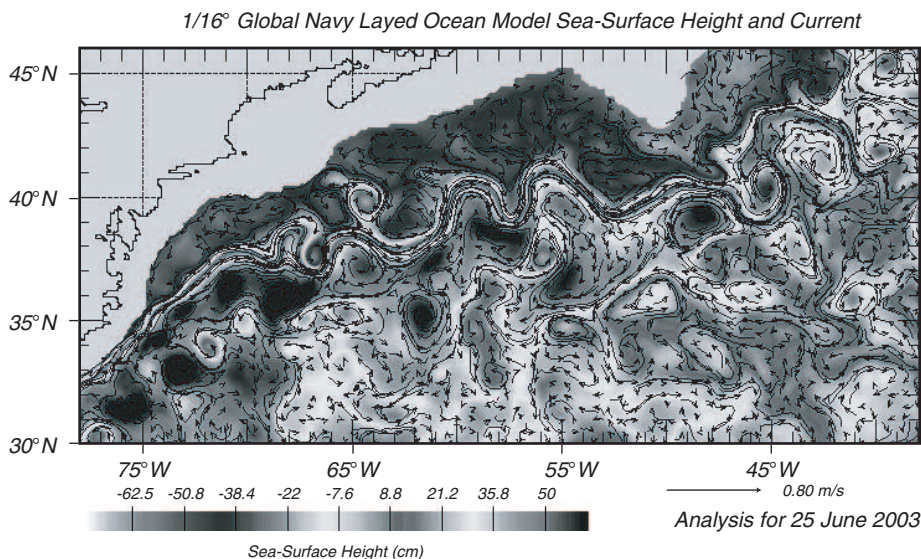 1/16° Global Navy Layed Ocean Model Sea-Surface Height and Current
45°N
40°N
35°N
30°N
75°W 65°W 55°W 45°W
-62.5 -50.8 -38.4 -22 -7.6 8.8 21.2 35.8 50
0.80 m/s
Analysis for 25 June 2003
Sea-Surface Height (cm)